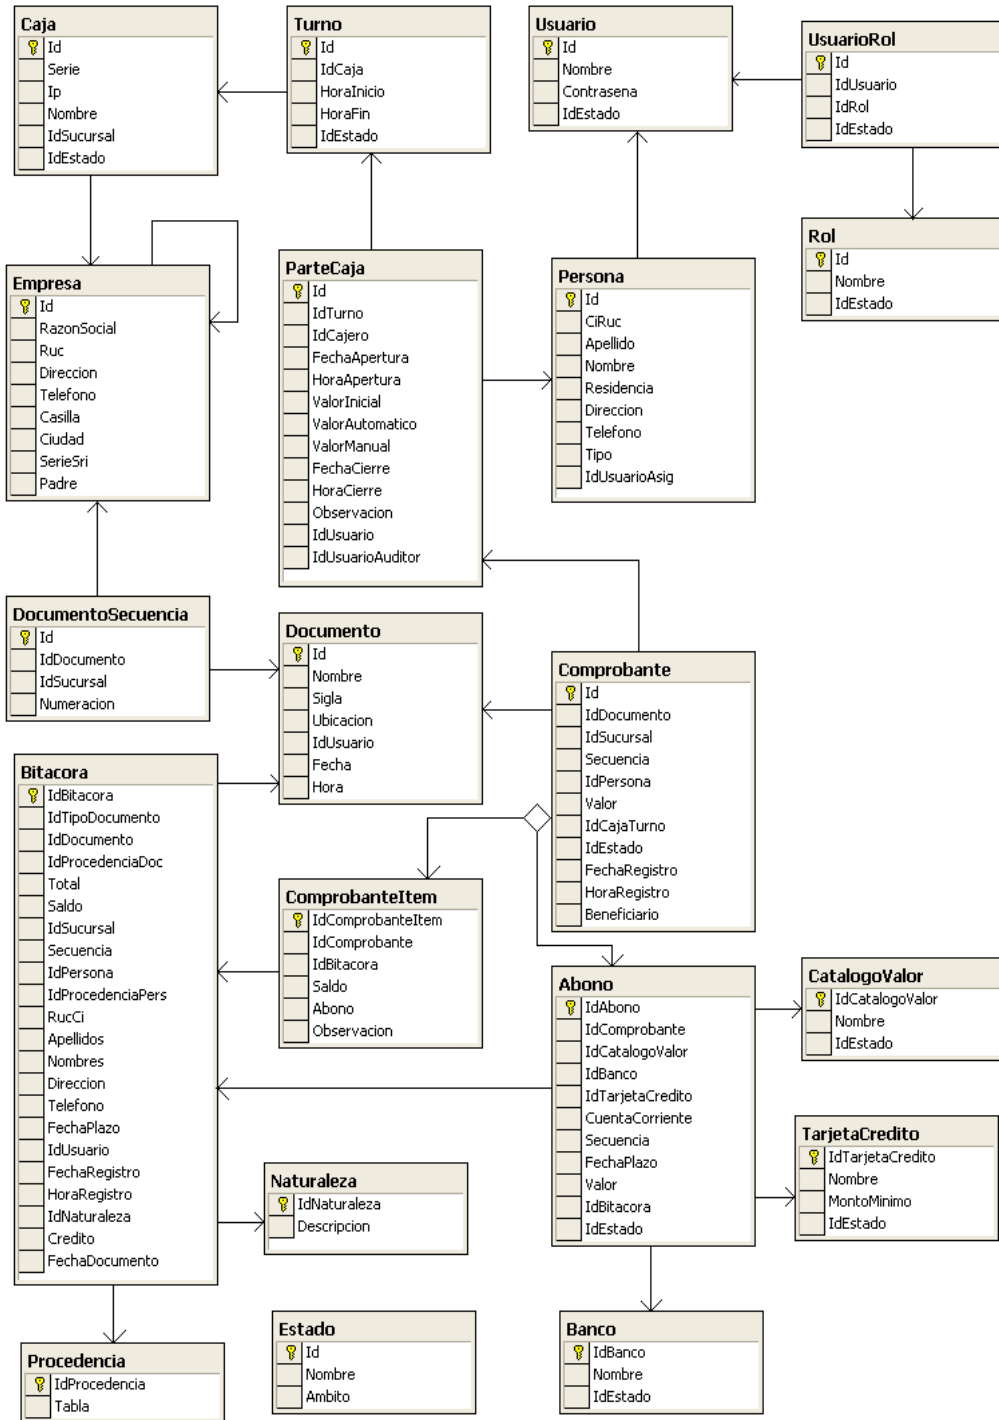 Caja
Id
Serie
Ip
Nombre
IdSucursal
IdEstado
Turno
Id
IdCaja
HoraInicio
HoraFin
IdEstado
Usuario
Id
Nombre
Contrasena
IdEstado
UsuarioRol
Id
IdUsuario
IdRol
IdEstado
Rol
Id
Nombre
IdEstado
Empresa
Id
RazonSocial
Ruc
Direccion
Telefono
Casilla
Ciudad
SerieSri
Padre
ParteCaja
Id
IdTurno
IdCajero
FechaApertura
HoraApertura
ValorInicial
ValorAutomatico
ValorManual
FechaCierre
HoraCierre
Observacion
IdUsuario
IdUsuarioAuditor
Persona
Id
CiRuc
Apellido
Nombre
Residencia
Direccion
Telefono
Tipo
IdUsuarioAsig
DocumentoSecuencia
Id
IdDocumento
IdSucursal
Numeracion
Documento
Id
Nombre
Sigla
Ubicacion
IdUsuario
Fecha
Hora
Comprobante
Id
IdDocumento
IdSucursal
Secuencia
IdPersona
Valor
IdCajaTurno
IdEstado
FechaRegistro
HoraRegistro
Beneficiario
Bitacora
IdBitacora
IdTipoDocumento
IdDocumento
IdProcedenciaDoc
Total
Saldo
IdSucursal
Secuencia
IdPersona
IdProcedenciaPers
RucCi
Apellidos
Nombres
Direccion
Telefono
FechaPlazo
IdUsuario
FechaRegistro
HoraRegistro
IdNaturaleza
Credito
FechaDocumento
ComprobanteItem
IdComprobanteItem
IdComprobante
IdBitacora
Saldo
Abono
Observacion
Abono
IdAbono
IdComprobante
IdCatalogoValor
IdBanco
IdTarjetaCredito
CuentaCorriente
Secuencia
FechaPlazo
Valor
IdBitacora
IdEstado
CatalogoValor
IdCatalogoValor
Nombre
IdEstado
TarjetaCredito
IdTarjetaCredito
Nombre
MontoMinimo
IdEstado
Naturaleza
IdNaturaleza
Descripcion
Procedencia
IdProcedencia
Tabla
Estado
Id
Nombre
Ambito
Banco
IdBanco
Nombre
IdEstado